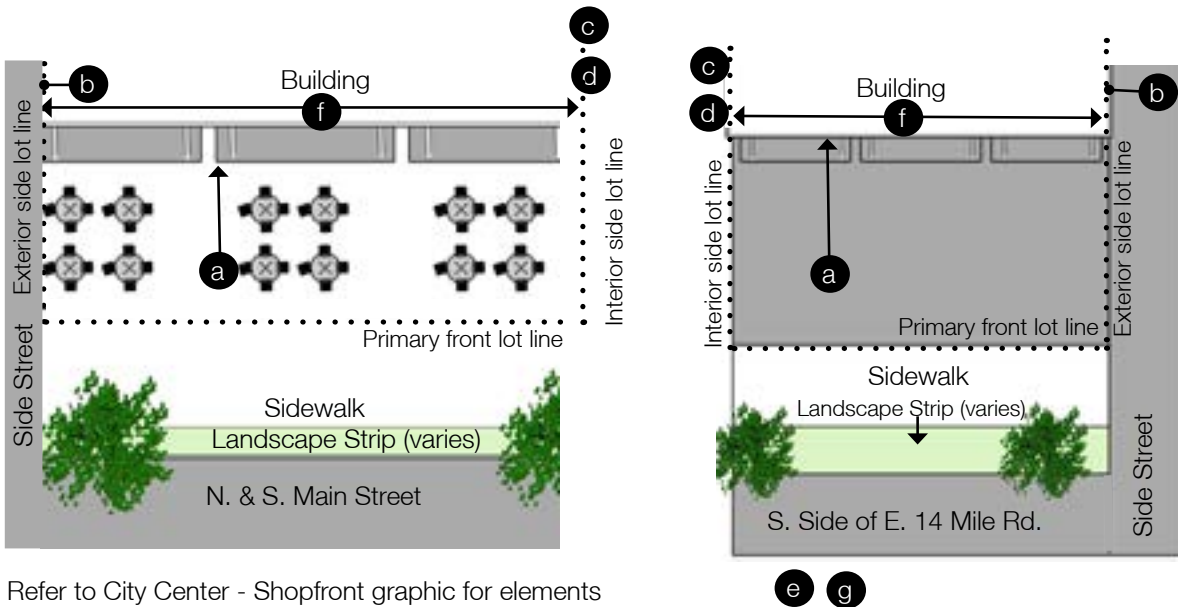 c
d
b
Building
f
Exterior side lot line
Interior side lot line
a
Primary front lot line
Side Street
Sidewalk
Landscape Strip (varies)
N. & S. Main Street
c
d
b
Building
f
Interior side lot line
Exterior side lot line
a
Primary front lot line
Sidewalk
Landscape Strip (varies)
Side Street
S. Side of E. 14 Mile Rd.
Refer to City Center - Shopfront graphic for elements
e g